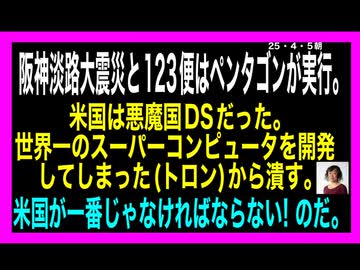 25・4・5朝
阪神淡路大震災と123便はペンタゴンが実行。
米国は悪魔国DSだった。
世界一のスーパーコンピュータを開発
してしまった(トロン)から潰す。
米国が一番じゃなければならない!のだ。